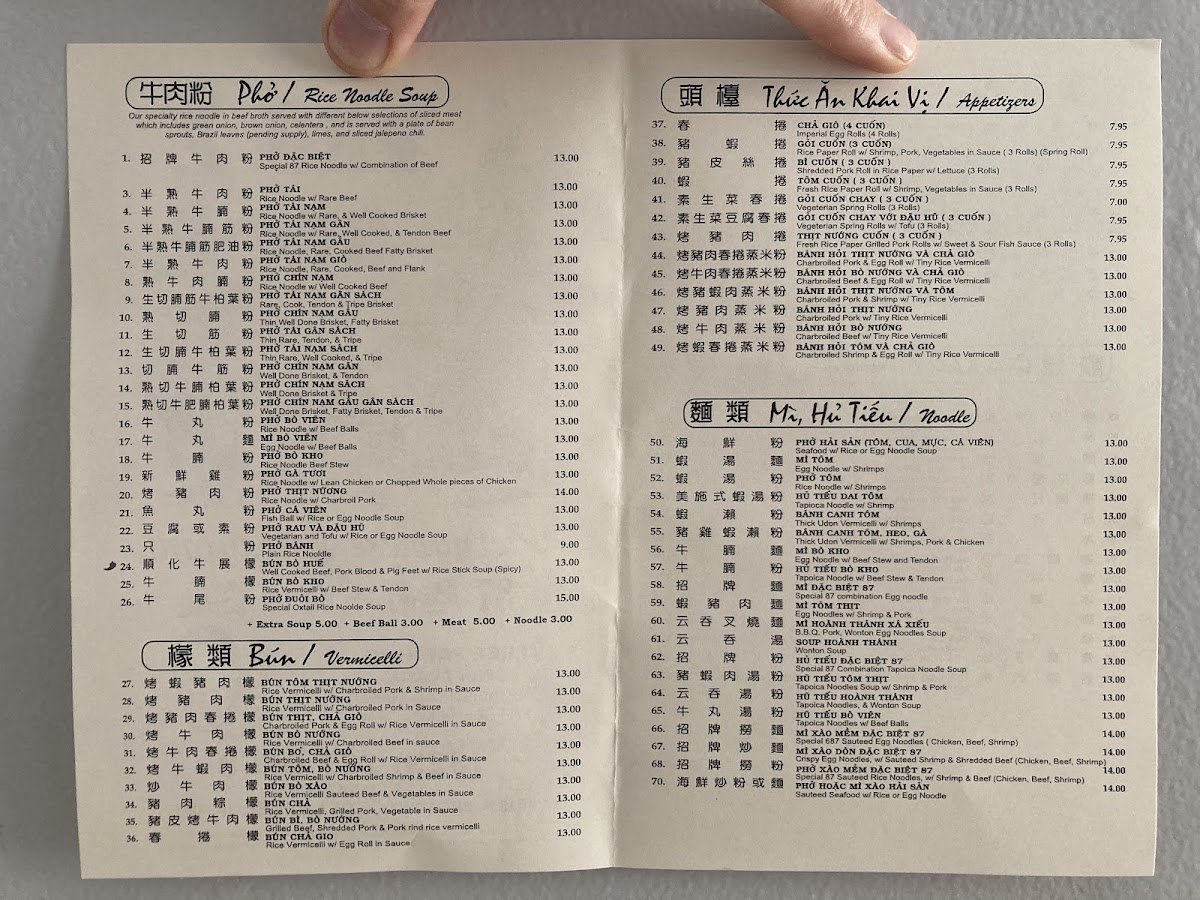 牛肉粉 Phở / Rice Noodle Soup
Our specialty rice noodle in beef broth served with different below selections of sliced meat
which includes green onion, brown onion, celentera , and is served with a plate of bean
sprouts, Brazil leaves (pending supply), limes, and sliced jalepeno chili.
1. 招牌牛肉粉 PHỞ ĐẶC BIỆT 13.00
Special 87 Rice Noodle w/ Combination of Beef
3. 半熟牛肉粉 PHỞ TÁI 13.00
Rice Noodle w/ Rare Beef
4. 半熟牛腩粉 PHỞ TÁI NẠM 13.00
Rice Noodle w/ Rare, & Well Cooked Brisket
5. 半熟牛腩筋粉 PHỞ TÁI NẠM GÂN 13.00
Rice Noodle w/ Rare, Well Cooked, & Tendon Beef
6. 半熟牛腩筋肥油粉 PHỞ TÁI NẠM GẦU 13.00
Rice Noodle, Rare, Cooked Beef Fatty Brisket
7. 半熟牛肉粉 PHỞ TÁI NẠM GIÒ 13.00
Rice Noodle, Rare, Cooked, Beef and Flank
8. 熟牛肉腩粉 PHỞ CHÍN NẠM 13.00
Rice Noodle w/ Well Cooked Beef
9. 生切腩筋牛柏葉粉 PHỞ TÁI NẠM GÂN SÁCH 13.00
Rare, Cook, Tendon & Tripe Brisket
10. 熟切腩粉 PHỞ CHÍN NẠM GẦU 13.00
Thin Well Done Brisket, Fatty Brisket
11. 生切筋粉 PHỞ TÁI GÂN SÁCH 13.00
Thin Rare, Tendon, & Tripe
12. 生切腩牛柏葉粉 PHỞ TÁI NẠM SÁCH 13.00
Thin Rare, Well Cooked, & Tripe
13. 切腩牛筋粉 PHỞ CHÍN NẠM GÂN 13.00
Well Done Brisket, & Tendon
14. 熟切牛腩柏葉粉 PHỞ CHÍN NẠM SÁCH 13.00
Well Done Brisket & Tripe
15. 熟切牛肥腩柏葉粉 PHỞ CHÍN NẠM GẦU GÂN SÁCH 13.00
Well Done Brisket, Fatty Brisket, Tendon & Tripe
16. 牛丸粉 PHỞ BÒ VIÊN 13.00
Rice Noodle w/ Beef Balls
17. 牛丸麵 MÌ BÒ VIÊN 13.00
Egg Noodle w/ Beef Balls
18. 牛腩粉 PHỞ BÒ KHO 13.00
Rice Noodle Beef Stew
19. 新鮮雞粉 PHỞ GÀ TƯƠI 13.00
Rice Noodle w/ Lean Chicken or Chopped Whole pieces of Chicken
20. 烤豬肉粉 PHỞ THỊT NƯƠNG 14.00
Rice Noodle w/ Charbroil Pork
21. 魚丸粉 PHỞ CÁ VIÊN 13.00
Fish Ball w/ Rice or Egg Noodle Soup
22. 豆腐或素粉 PHỞ RAU VÀ ĐẬU HŨ 13.00
Vegetarian and Tofu w/ Rice or Egg Noodle Soup
23. 只粉 PHỞ BÁNH 9.00
Plain Rice Nooldle
24. 順化牛展檬 BÚN BÒ HUẾ 13.00
Well Cooked Beef, Pork Blood & Pig Feet w/ Rice Stick Soup (Spicy)
25. 牛腩檬 BÚN BÒ KHO 13.00
Rice Vermicelli w/ Beef Stew & Tendon
26. 牛尾粉 PHỞ ĐUÔI BÒ 15.00
Special Oxtail Rice Noolde Soup
+ Extra Soup 5.00 + Beef Ball 3.00 + Meat 5.00 + Noodle 3.00
檬類 Bún / Vermicelli
27. 烤蝦豬肉檬 BÚN TÔM THỊT NƯỚNG 13.00
Rice Vermicelli w/ Charbroiled Pork & Shrimp in Sauce
28. 烤豬肉檬 BÚN THỊT NƯỚNG 13.00
Rice Vermicelli w/ Charbroiled Pork in Sauce
29. 烤豬肉春捲檬 BÚN THỊT, CHẢ GIÒ 13.00
Charbroiled Pork & Egg Roll w/ Rice Vermicelli in Sauce
30. 烤牛肉檬 BÚN BÒ NƯỚNG 13.00
Rice Vermicelli w/ Charbroiled Beef in sauce
31. 烤牛肉春捲檬 BÚN BO, CHẢ GIÒ 13.00
Charbroiled Beef & Egg Roll w/ Rice Vermicelli in Sauce
32. 烤牛蝦肉檬 BÚN TÔM, BÒ NƯỚNG 13.00
Rice Vermicelli w/ Charbroiled Shrimp & Beef in Sauce
33. 炒牛肉檬 BÚN BÒ XÀO 13.00
Rice Vermicelli Sauteed Beef & Vegetables in Sauce
34. 豬肉粽檬 BÚN CHẢ 13.00
Rice Vermicelli, Grilled Pork, Vegetable in Sauce
35. 豬皮烤牛肉檬 BÚN BÌ, BÒ NƯỚNG 13.00
Grilled Beef, Shredded Pork & Pork rind rice vermicelli
36. 春捲檬 BÚN CHẢ GIO 13.00
Rice Vermicelli w/ Egg Roll in Sauce
頭檯 Thức Ăn Khai Vị / Appetizers
37. 春捲 CHẢ GIÒ (4 CUỐN) 7.95
Imperial Egg Rolls (4 Rolls)
38. 豬蝦捲 GỎI CUỐN (3 CUỐN) 7.95
Rice Paper Roll w/ Shrimp, Pork, Vegetables in Sauce ( 3 Rolls) (Spring Roll)
39. 豬皮絲捲 BÌ CUỐN ( 3 CUỐN ) 7.95
Shredded Pork Roll in Rice Paper w/ Lettuce (3 Rolls)
40. 蝦捲 TÔM CUỐN ( 3 CUỐN ) 7.95
Fresh Rice Paper Roll w/ Shrimp, Vegetables in Sauce (3 Rolls)
41. 素生菜春捲 GỎI CUỐN CHAY ( 3 CUỐN ) 7.00
Vegeterian Spring Rolls (3 Rolls)
42. 素生菜豆腐春捲 GỎI CUỐN CHAY VỚI ĐẬU HŨ ( 3 CUỐN ) 7.95
Vegeterian Spring Rolls w/ Tofu (3 Rolls)
43. 烤豬肉捲 THỊT NƯỚNG CUỐN ( 3 CUỐN ) 7.95
Fresh Rice Paper Grilled Pork Rolls w/ Sweet & Sour Fish Sauce (3 Rolls)
44. 烤豬肉春捲蒸米粉 BÁNH HỎI THỊT NƯỚNG VÀ CHẢ GIÒ 13.00
Charbroiled Pork & Egg Roll w/ Tiny Rice Vermicelli
45. 烤牛肉春捲蒸米粉 BÁNH HỎI BÒ NƯỚNG VÀ CHẢ GIÒ 13.00
Charbroiled Beef & Egg Roll w/ Tiny Rice Vermicelli
46. 烤豬蝦肉蒸米粉 BÁNH HỎI THỊT NƯỚNG VÀ TÔM 13.00
Charbroiled Pork & Shrimp w/ Tiny Rice Vermicelli
47. 烤豬肉蒸米粉 BÁNH HỎI THỊT NƯỚNG 13.00
Charbroiled Pork w/ Tiny Rice Vermicelli
48. 烤牛肉蒸米粉 BÁNH HỎI BÒ NƯỚNG 13.00
Charbroiled Beef w/ Tiny Rice Vermicelli
49. 烤蝦春捲蒸米粉 BÁNH HỎI TÔM VÀ CHẢ GIÒ 13.00
Charbroiled Shrimp & Egg Roll w/ Tiny Rice Vermicelli
麵類 Mì, Hủ Tiếu / Noodle
50. 海鮮粉 PHỞ HẢI SẢN (TÔM, CUA, MỰC, CÁ VIÊN) 13.00
Seafood w/ Rice or Egg Noodle Soup
51. 蝦湯麵 MÌ TÔM 13.00
Egg Noodle w/ Shrimps
52. 蝦湯粉 PHỞ TÔM 13.00
Rice Noodle w/ Shrimps
53. 美施式蝦湯粉 HỦ TIẾU DAI TÔM 13.00
Tapioca Noodle w/ Shrimp
54. 蝦瀨粉 BÁNH CANH TÔM 13.00
Thick Udon Vermicelli w/ Shrimps
55. 豬雞蝦瀨粉 BÁNH CANH TÔM, HEO, GÀ 13.00
Thick Udon Vermicelli w/ Shrimps, Pork & Chicken
56. 牛腩麵 MÌ BÒ KHO 13.00
Egg Noodle w/ Beef Stew and Tendon
57. 牛腩粉 HỦ TIẾU BÒ KHO 13.00
Tapoica Noodle w/ Beef Stew & Tendon
58. 招牌麵 MÌ ĐẶC BIỆT 87 13.00
Special 87 combination Egg noodle
59. 蝦豬肉麵 MÌ TÔM THỊT 13.00
Egg Noodles w/ Shrimp & Pork
60. 云吞叉燒麵 MÌ HOÀNH THÁNH XÁ XÍU 13.00
B.B.Q. Pork, Wonton Egg Noodles Soup
61. 云吞湯 SOUP HOÀNH THÁNH 13.00
Wonton Soup
62. 招牌粉 HỦ TIẾU ĐẶC BIỆT 87 13.00
Special 87 Combination Tapoica Noodle Soup
63. 豬蝦肉湯粉 HỦ TIẾU TÔM THỊT 13.00
Tapoica Noodles Soup w/ Shrimp & Pork
64. 云吞湯粉 HỦ TIẾU HOÀNH THÁNH 13.00
Tapoica Noodles, & Wonton Soup
65. 牛丸湯粉 HỦ TIẾU BÒ VIÊN 13.00
Tapoica Noodles w/ Beef Balls
66. 招牌撈麵 MÌ XÀO MỀM ĐẶC BIỆT 87 14.00
Special 687 Sauteed Egg Noodles ( Chicken, Beef, Shrimp)
67. 招牌炒麵 MÌ XÀO DÒN ĐẶC BIỆT 87 14.00
Crispy Egg Noodles, w/ Sauteed Shrimp & Shredded Beef (Chicken, Beef, Shrimp)
68. 招牌撈粉 PHỞ XÀO MỀM ĐẶC BIỆT 87 14.00
Special 87 Sauteed Rice Noodles, w/ Shrimp & Beef (Chicken, Beef, Shrimp)
70. 海鮮炒粉或麵 PHỞ HOẶC MÌ XÀO HẢI SẢN 14.00
Sauteed Seafood w/ Rice or Egg Noodle